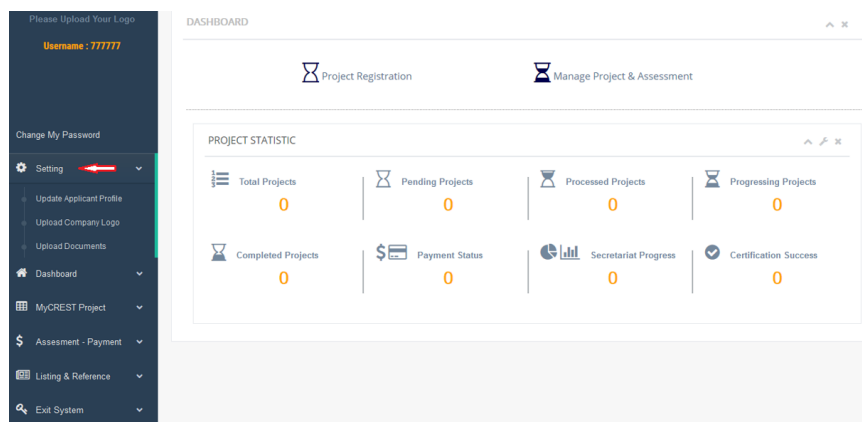 Please Upload Your Logo
Username : 777777
Change My Password
Setting
Update Applicant Profile
Upload Company Logo
Upload Documents
Dashboard
MyCREST Project
Assesment - Payment
Listing & Reference
Exit System
DASHBOARD
Project Registration
Manage Project & Assessment
PROJECT STATISTIC
Total Projects
0
Pending Projects
0
Processed Projects
0
Progressing Projects
0
Completed Projects
0
Payment Status
0
Secretariat Progress
0
Certification Success
0